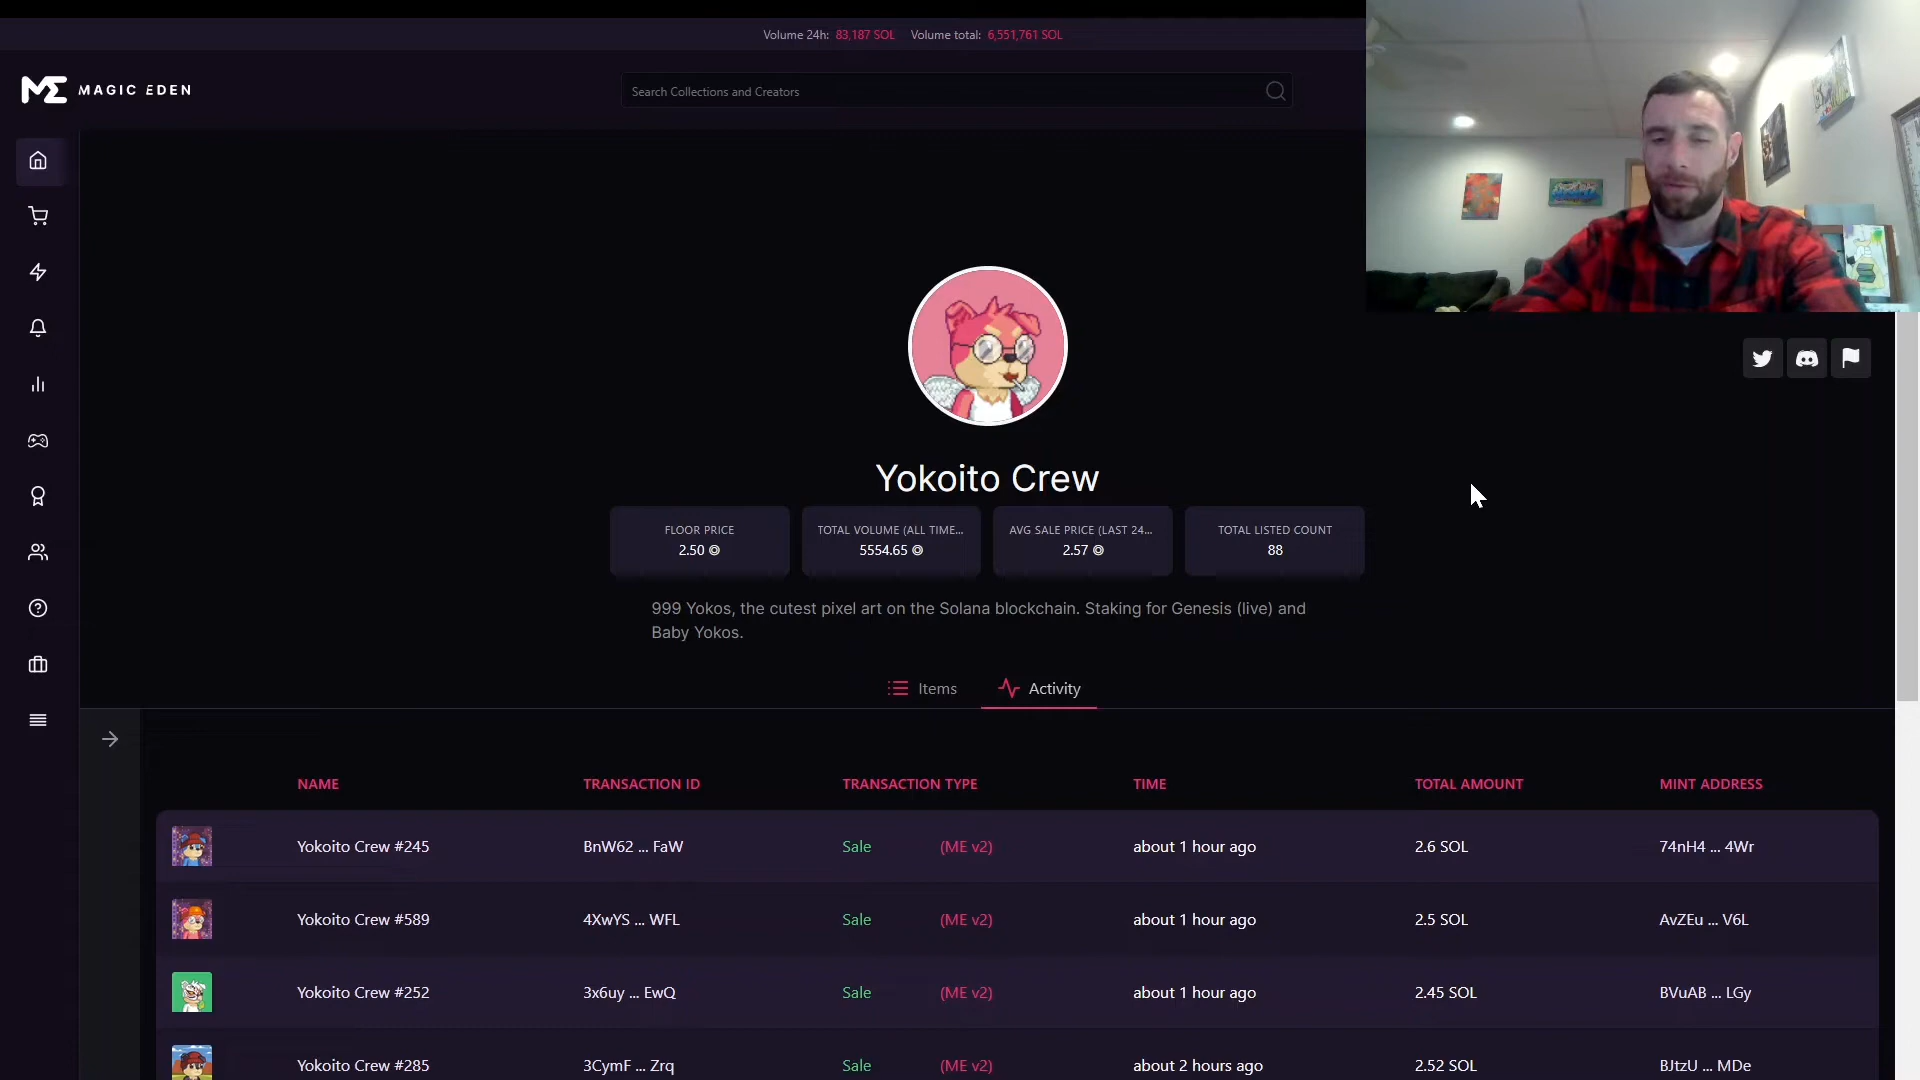 Volume 24h: 83,187 SOL Volume total: 6,551,761 SOL
MAGIC EDEN
Search Collections and Creators
Yokoito Crew
FLOOR PRICE
2.50
TOTAL VOLUME (ALL TIME...
5554.65
AVG SALE PRICE (LAST 24...
2.57
TOTAL LISTED COUNT
88
999 Yokos, the cutest pixel art on the Solana blockchain. Staking for Genesis (live) and
Baby Yokos.
Items Activity
NAME TRANSACTION ID TRANSACTION TYPE TIME TOTAL AMOUNT MINT ADDRESS
Yokoito Crew #245 BnW62 ... FaW Sale (ME v2) about 1 hour ago 2.6 SOL 74nH4 ... 4Wr
Yokoito Crew #589 4XwYS ... WFL Sale (ME v2) about 1 hour ago 2.5 SOL AvZEu ... V6L
Yokoito Crew #252 3x6uy ... EwQ Sale (ME v2) about 1 hour ago 2.45 SOL BVuAB ... LGy
Yokoito Crew #285 3CymF ... Zrq Sale (ME v2) about 2 hours ago 2.52 SOL BJtzU ... MDe